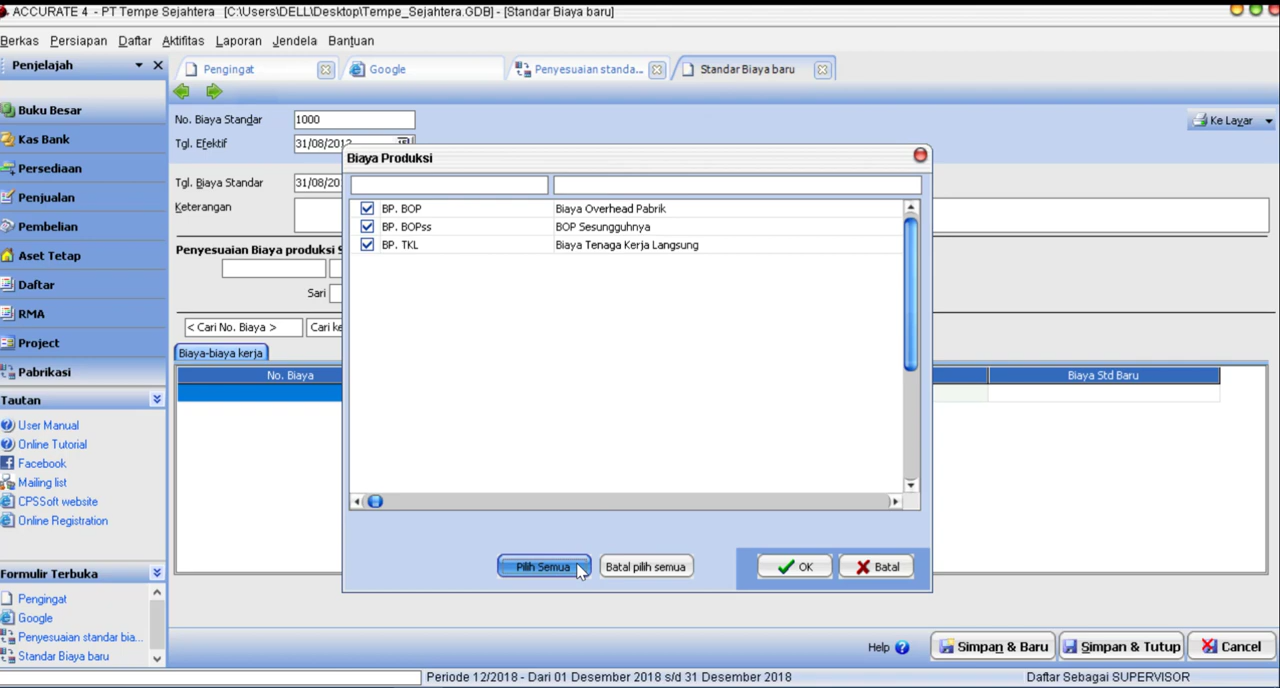 ACCURATE 4 - PT Tempe Sejahtera [C:\Users\DELL\Desktop\Tempe_Sejahtera.GDB] - [Standar Biaya baru]
Berkas Persiapan Daftar Aktifitas Laporan Jendela Bantuan
Penjelajah
Pengingat
Google
Penyesuaian standa...
Standar Biaya baru
Buku Besar
Kas Bank
Persediaan
Penjualan
Pembelian
Aset Tetap
Daftar
RMA
Project
Pabrikasi
Tautan
User Manual
Online Tutorial
Facebook
Mailing list
CPSSoft website
Online Registration
Formulir Terbuka
Pengingat
Google
Penyesuaian standar bia...
Standar Biaya baru
No. Biaya Standar 1000
Ke Layar
Tgl. Efektif 31/08/2012
Tgl. Biaya Standar 31/08/20
Keterangan
Penyesuaian Biaya produksi S
Sari
< Cari No. Biaya > Cari ke
Biaya-biaya kerja
No. Biaya
Biaya Std Baru
Biaya Produksi
BP. BOP Biaya Overhead Pabrik
BP. BOPss BOP Sesungguhnya
BP. TKL Biaya Tenaga Kerja Langsung
Pilih Semua Batal pilih semua OK Batal
Help Simpan & Baru Simpan & Tutup Cancel
Periode 12/2018 - Dari 01 Desember 2018 s/d 31 Desember 2018 Daftar Sebagai SUPERVISOR